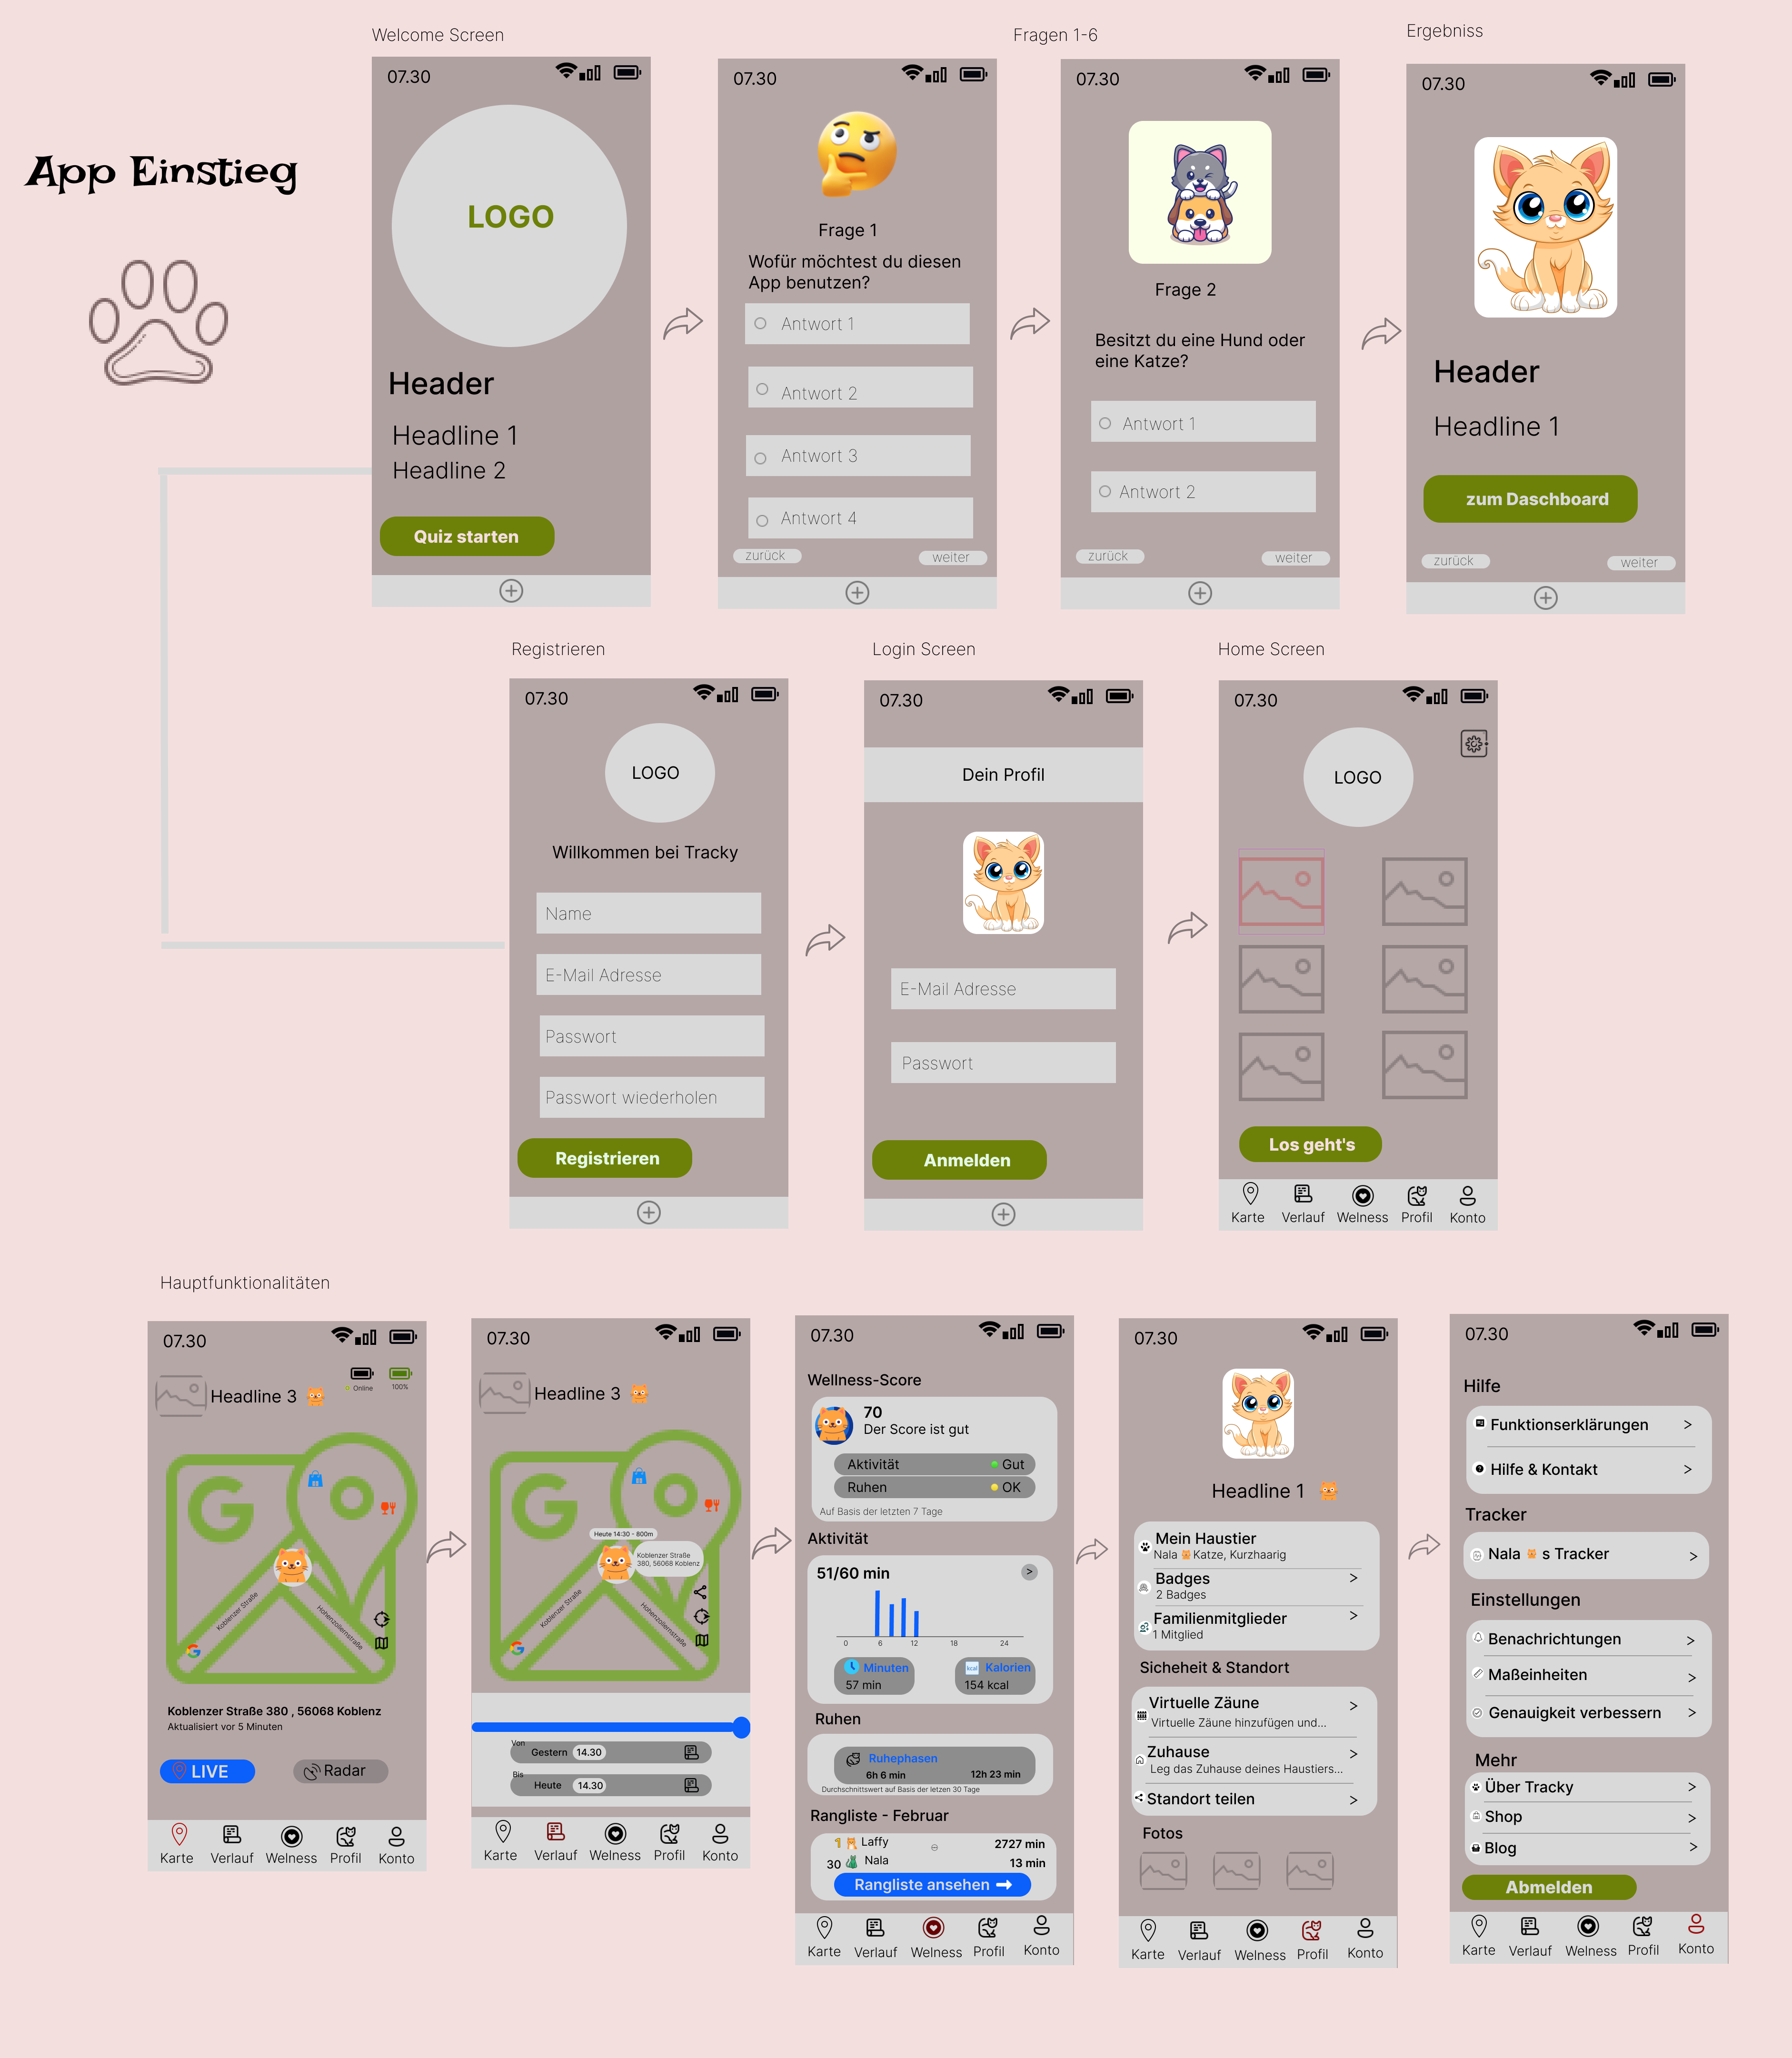 App Einstieg
Welcome Screen
07.30
LOGO
Header
Headline 1
Headline 2
Quiz starten
Fragen 1-6
07.30
Frage 1
Wofür möchtest du diesen
App benutzen?
Antwort 1
Antwort 2
Antwort 3
Antwort 4
zurück
weiter
07.30
Frage 2
Besitzt du eine Hund oder
eine Katze?
Antwort 1
Antwort 2
zurück
weiter
Ergebniss
07.30
Header
Headline 1
zum Daschboard
zurück
weiter
Registrieren
07.30
LOGO
Willkommen bei Tracky
Name
E-Mail Adresse
Passwort
Passwort wiederholen
Registrieren
Login Screen
07.30
Dein Profil
E-Mail Adresse
Passwort
Anmelden
Home Screen
07.30
LOGO
Los geht's
Karte Verlauf Welness Profil Konto
Hauptfunktionalitäten
07.30
Online 100%
Headline 3
G
Koblenzer Straße
Hohenzollernstraße
G
Koblenzer Straße 380 , 56068 Koblenz
Aktualisiert vor 5 Minuten
LIVE
Radar
Karte Verlauf Welness Profil Konto
07.30
Headline 3
G
Heute 14:30 - 800m
Koblenzer Straße
380, 56068 Koblenz
Koblenzer Straße
Hohenzollernstraße
G
Von
Gestern 14.30
Bis
Heute 14.30
Karte Verlauf Welness Profil Konto
07.30
Wellness-Score
70
Der Score ist gut
Aktivität Gut
Ruhen OK
Auf Basis der letzten 7 Tage
Aktivität
51/60 min >
0 6 12 18 24
Minuten
57 min
kcal Kalorien
154 kcal
Ruhen
Ruhephasen
6h 6 min 12h 23 min
Durchschnittswert auf Basis der letzen 30 Tage
Rangliste - Februar
1 Laffy 2727 min
30 Nala 13 min
Rangliste ansehen
Karte Verlauf Welness Profil Konto
07.30
Headline 1
Mein Haustier
Nala Katze, Kurzhaarig
Badges >
2 Badges
Familienmitglieder >
1 Mitglied
Sicheheit & Standort
Virtuelle Zäune >
Virtuelle Zäune hinzufügen und...
Zuhause >
Leg das Zuhause deines Haustiers...
Standort teilen >
Fotos
Karte Verlauf Welness Profil Konto
07.30
Hilfe
Funktionserklärungen >
Hilfe & Kontakt >
Tracker
Nala s Tracker >
Einstellungen
Benachrichtungen >
Maßeinheiten >
Genauigkeit verbessern >
Mehr
Über Tracky >
Shop >
Blog >
Abmelden
Karte Verlauf Welness Profil Konto